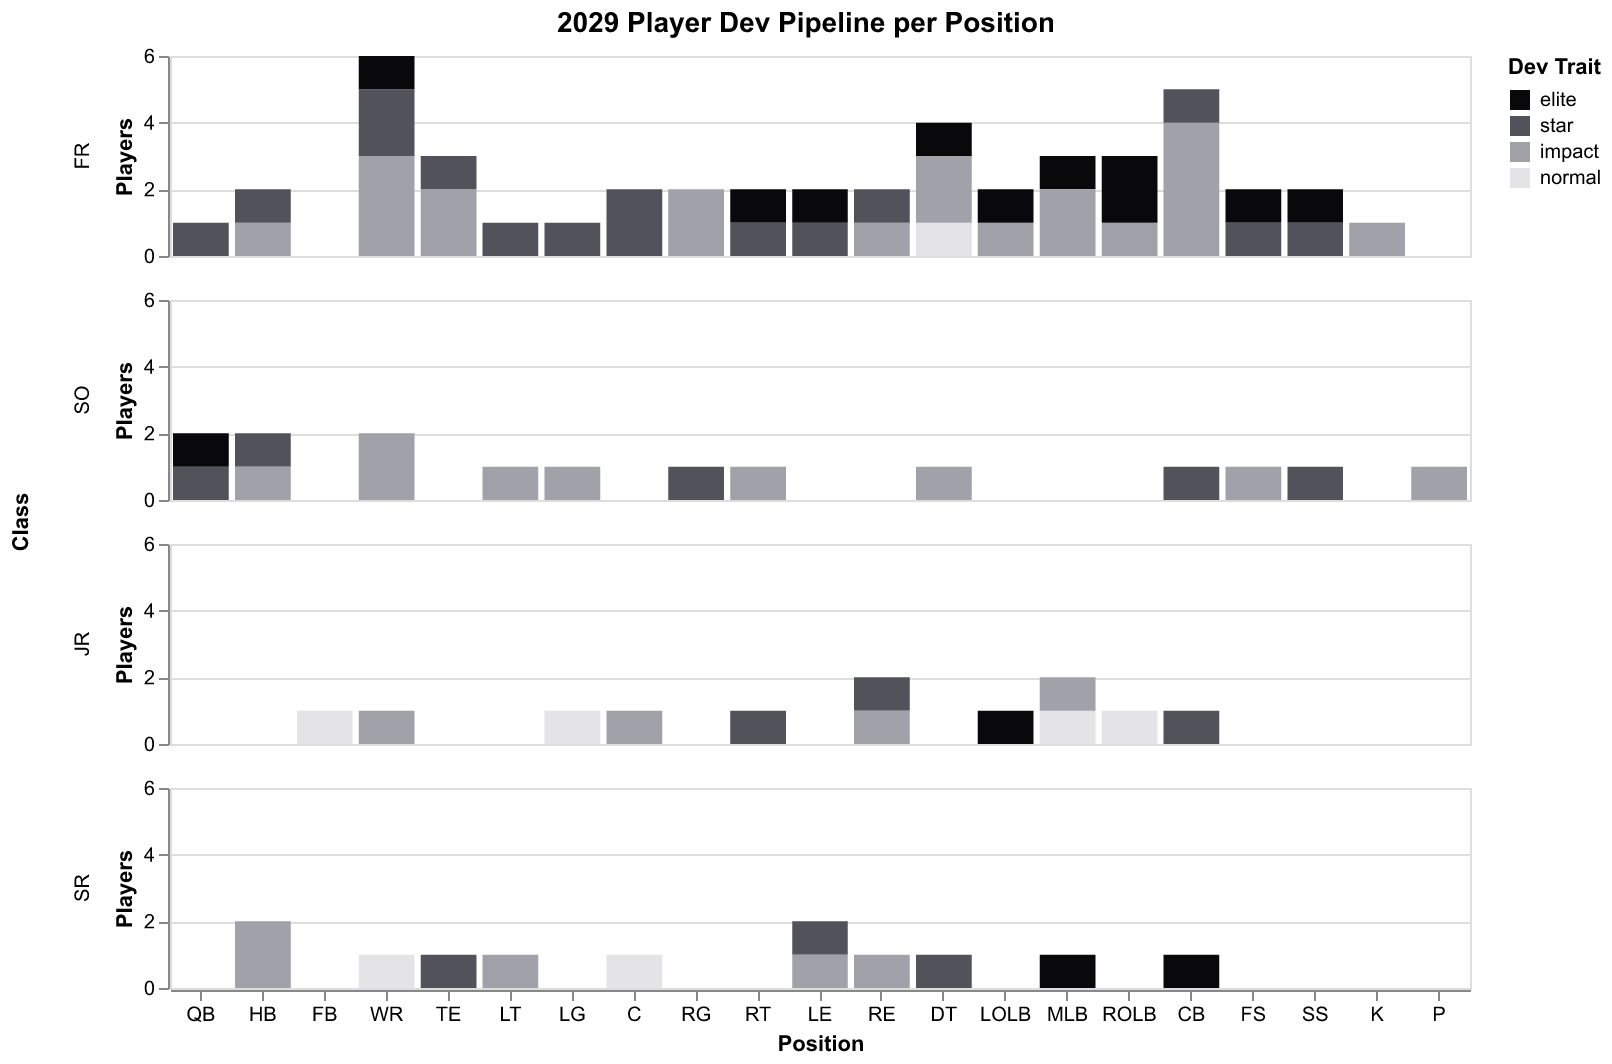 2029 Player Dev Pipeline per Position
Dev Trait
elite
star
impact
normal
Class
FR
Players
6
4
2
0
SO
Players
6
4
2
0
JR
Players
6
4
2
0
SR
Players
6
4
2
0
QB HB FB WR TE LT LG C RG RT LE RE DT LOLB MLB ROLB CB FS SS K P
Position